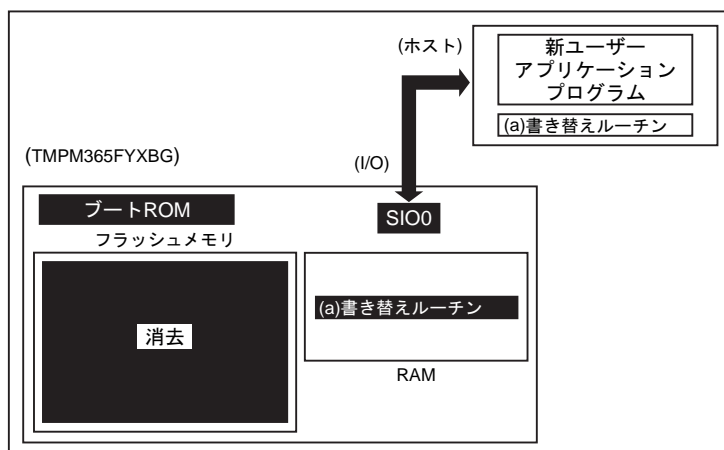 (ホスト)
新ユーザー
アプリケーション
プログラム
(a)書き替えルーチン
(TMPM365FYXBG)
(I/O)
ブートROM
SIO0
フラッシュメモリ
消去
(a)書き替えルーチン
RAM